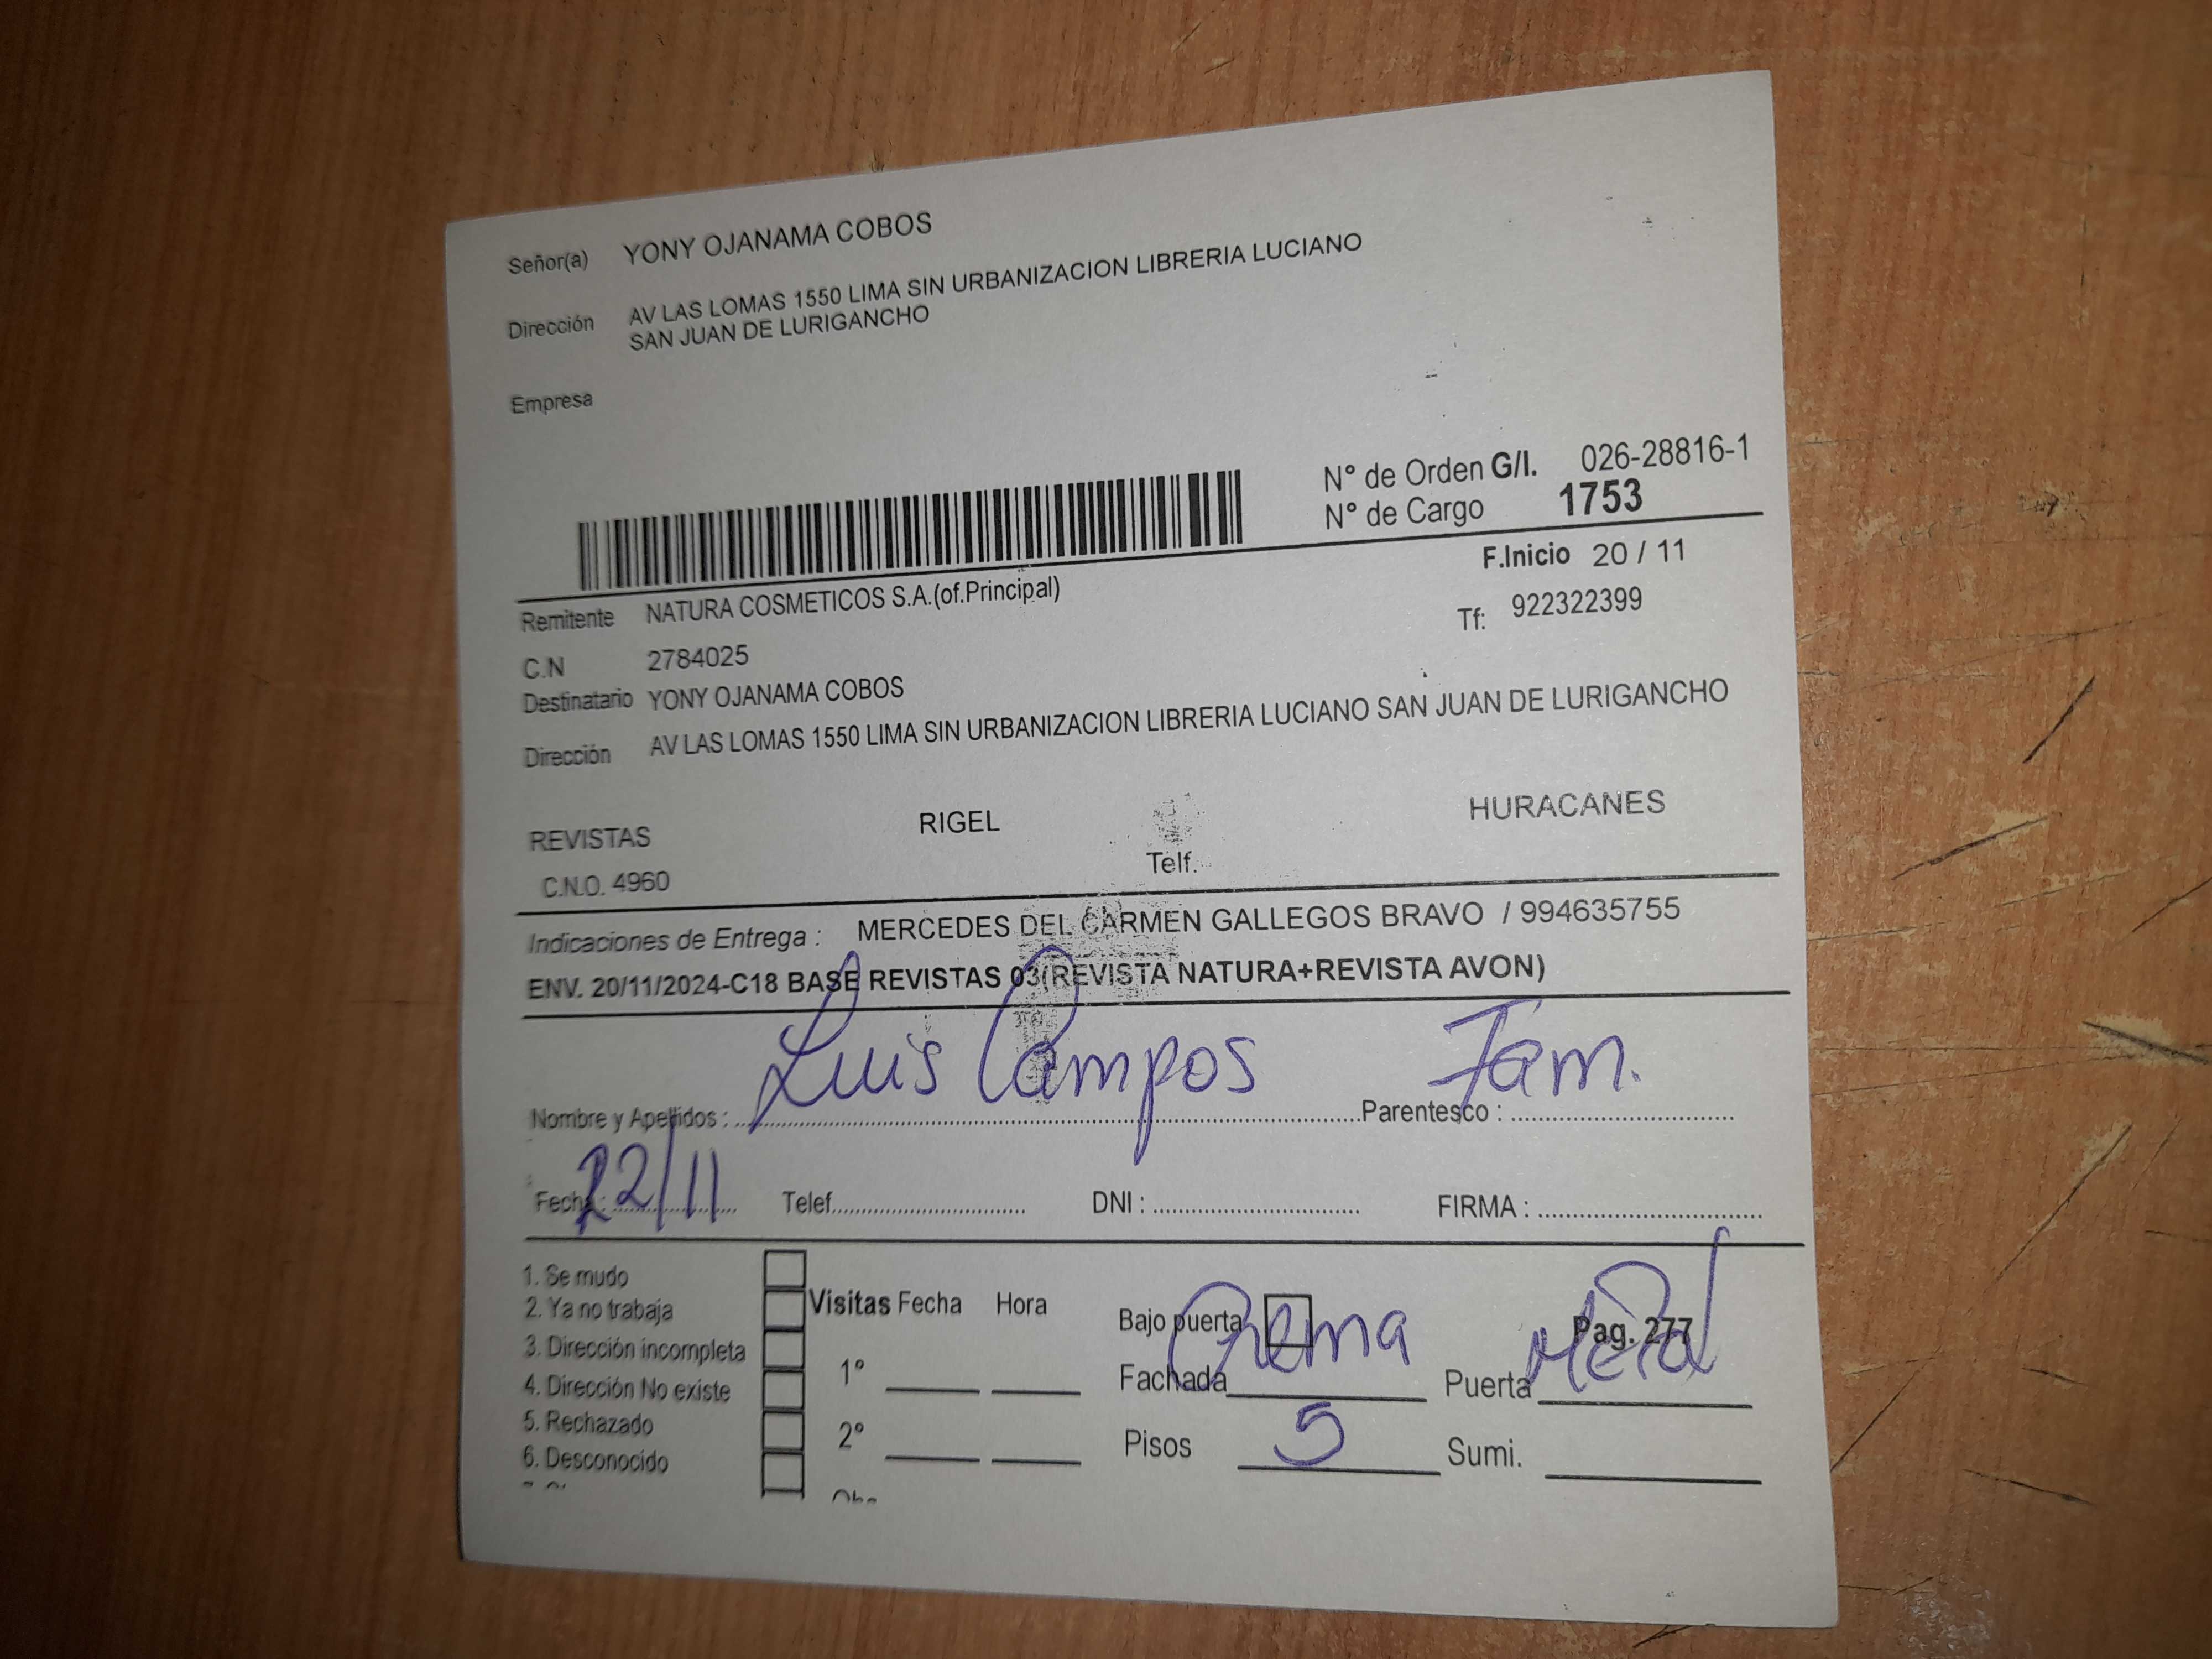 Señor(a) YONY OJANAMA COBOS
Dirección AV LAS LOMAS 1550 LIMA SIN URBANIZACION LIBRERIA LUCIANO
SAN JUAN DE LURIGANCHO
Empresa
N° de Orden G/I. 026-28816-1
N° de Cargo 1753
F.Inicio 20 / 11
Remitente NATURA COSMETICOS S.A.(of.Principal)
Tf: 922322399
C.N 2784025
Destinatario YONY OJANAMA COBOS
Dirección AV LAS LOMAS 1550 LIMA SIN URBANIZACION LIBRERIA LUCIANO SAN JUAN DE LURIGANCHO
REVISTAS RIGEL HURACANES
C.N.O. 4960 Telf.
Indicaciones de Entrega : MERCEDES DEL CARMEN GALLEGOS BRAVO / 994635755
ENV. 20/11/2024-C18 BASE REVISTAS 03(REVISTA NATURA+REVISTA AVON)
Nombre y Apellidos : Luis Campos Parentesco : Fam.
Fecha : 22/11 Telef. DNI : FIRMA :
1. Se mudo
2. Ya no trabaja
3. Dirección incompleta
4. Dirección No existe
5. Rechazado
6. Desconocido
Visitas Fecha Hora
1°
2°
Bajo puerta Pag. 277
Fachada Crema Puerta Metal
Pisos 5 Sumi.